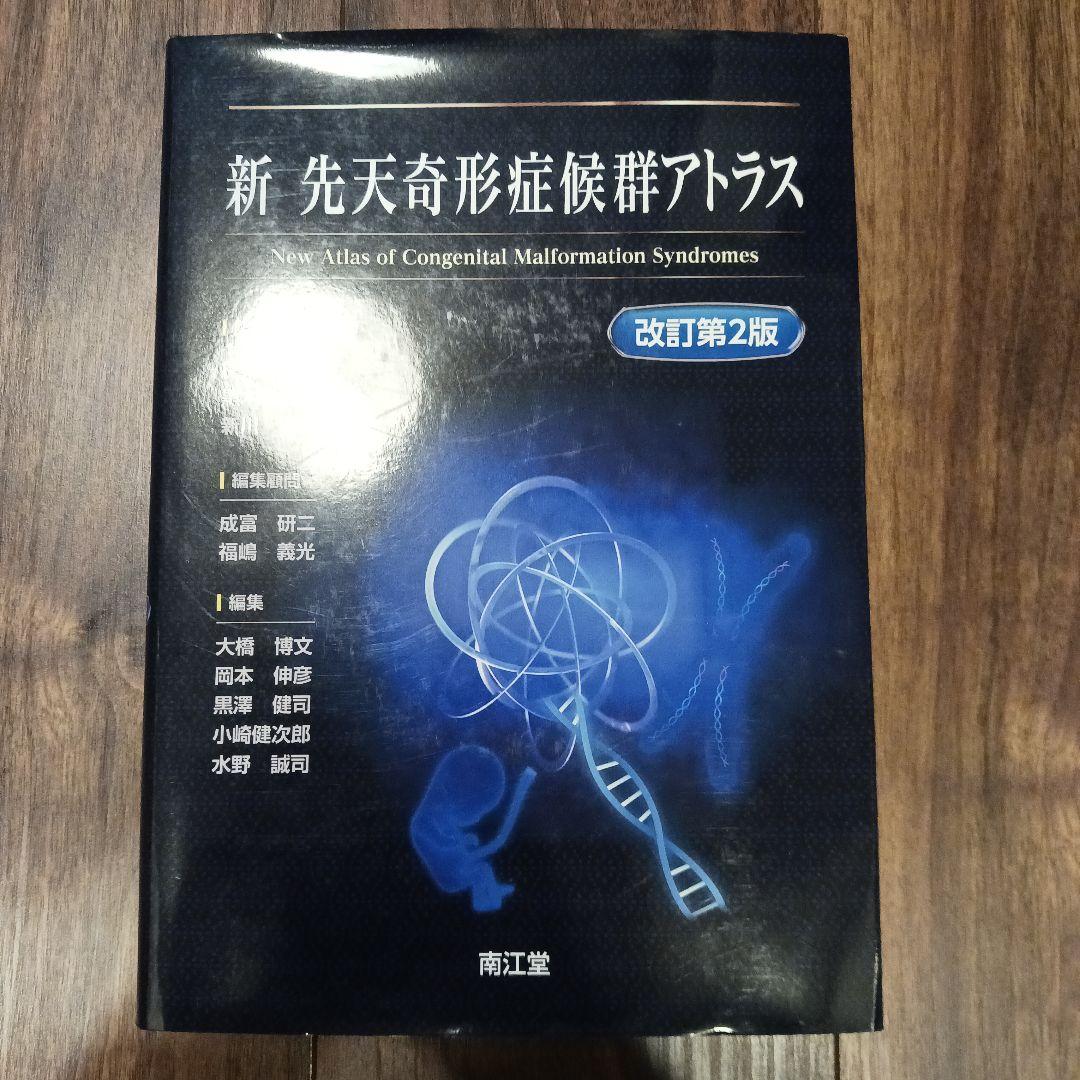 新 先天奇形症候群アトラス
New Atlas of Congenital Malformation Syndromes
改訂第2版
新川
編集顧問
成富 研二
福嶋 義光
編集
大橋 博文
岡本 伸彦
黒澤 健司
小崎健次郎
水野 誠司
南江堂